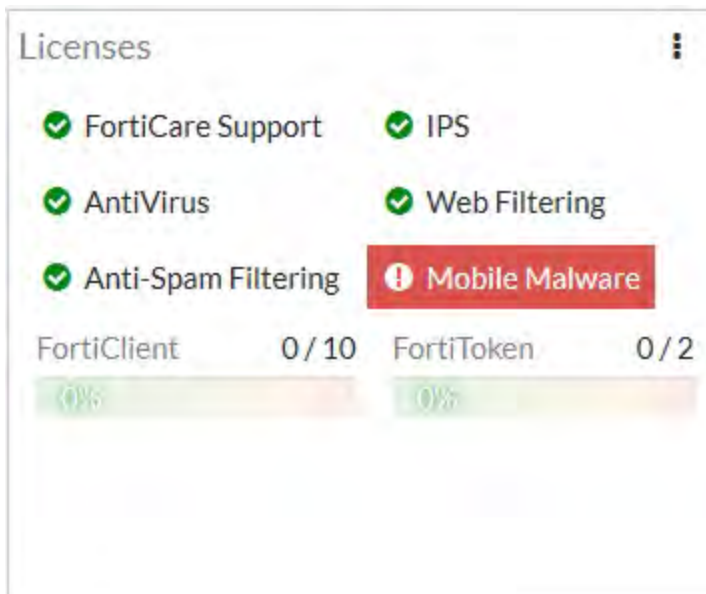 Licenses
FortiCare Support IPS
AntiVirus Web Filtering
Anti-Spam Filtering Mobile Malware
FortiClient 0 / 10 FortiToken 0 / 2
0% 0%